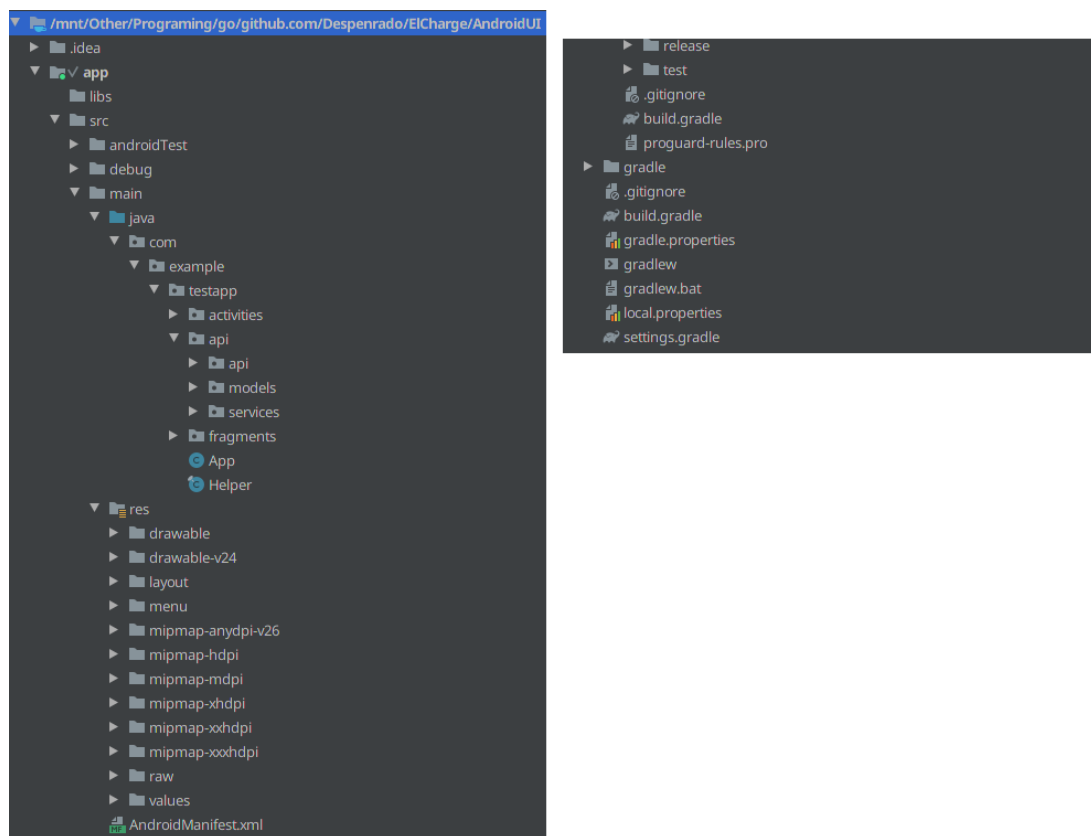 /mnt/Other/Programing/go/github.com/Despenrado/ElCharge/AndroidUI
.idea
app
libs
src
androidTest
debug
main
java
com
example
testapp
activities
api
api
models
services
fragments
App
Helper
res
drawable
drawable-v24
layout
menu
mipmap-anydpi-v26
mipmap-hdpi
mipmap-mdpi
mipmap-xhdpi
mipmap-xxhdpi
mipmap-xxxhdpi
raw
values
AndroidManifest.xml
release
test
.gitignore
build.gradle
proguard-rules.pro
gradle
.gitignore
build.gradle
gradle.properties
gradlew
gradlew.bat
local.properties
settings.gradle